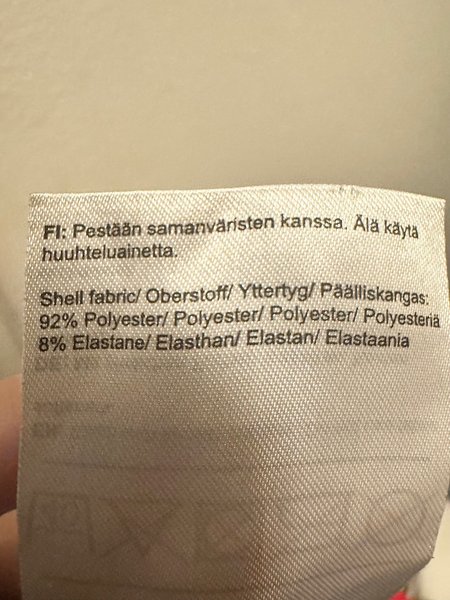 FI: Pestään samanväristen kanssa. Älä käytä
huuhteluainetta.
Shell fabric/ Oberstoff/ Yttertyg/ Päälliskangas:
92% Polyester/ Polyester/ Polyester/ Polyesteriä
8% Elastane/ Elasthan/ Elastan/ Elastaania